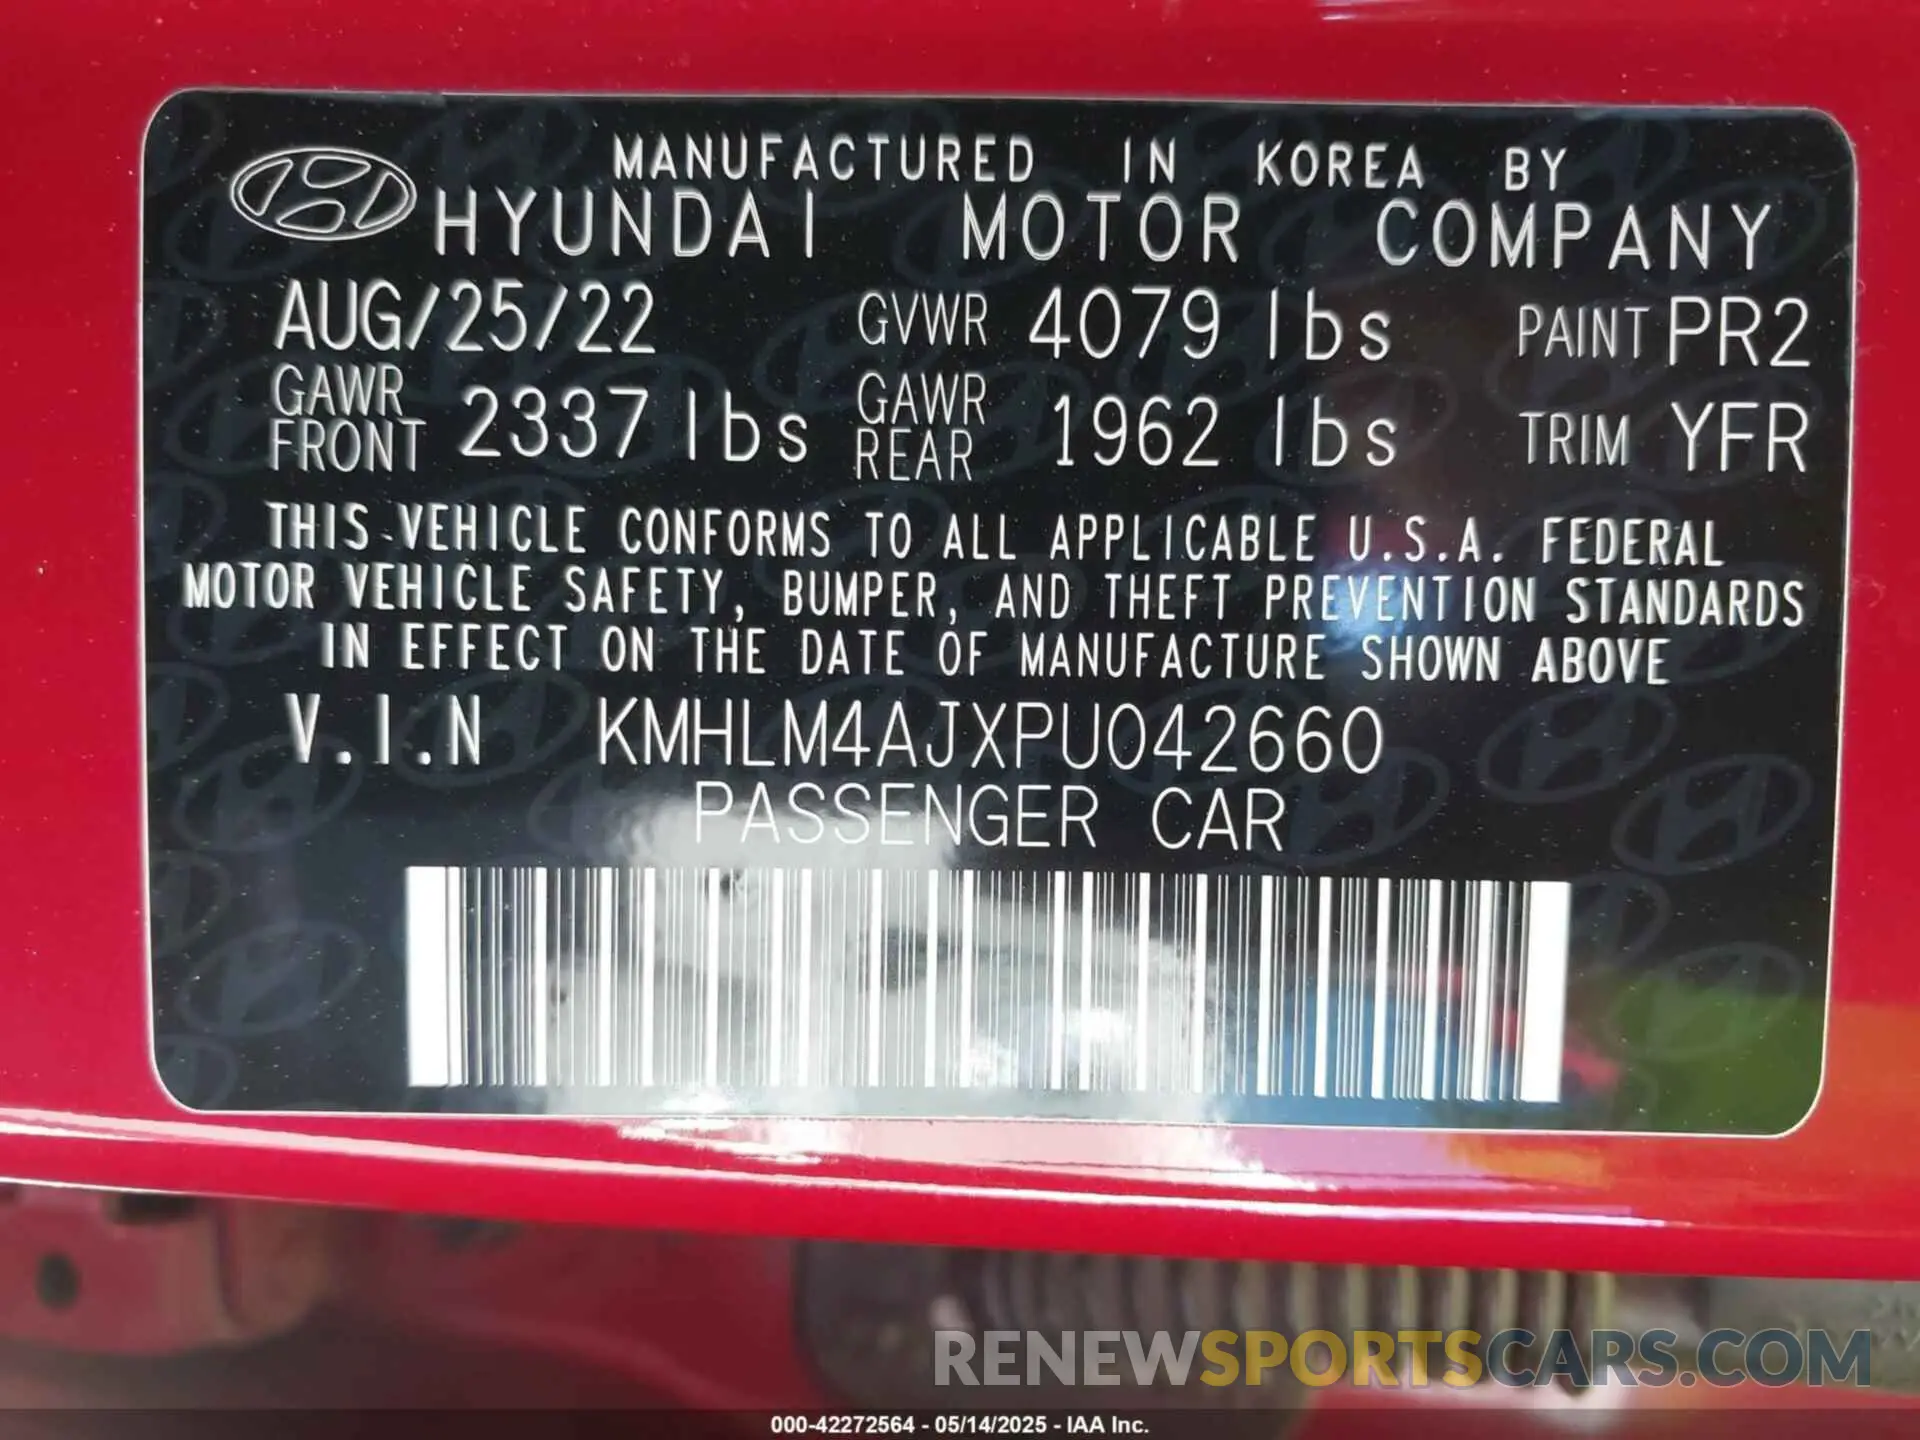 MANUFACTURED IN KOREA BY
HYUNDAI MOTOR COMPANY
AUG/25/22 GVWR 4079 lbs PAINT PR2
GAWR FRONT 2337 lbs GAWR REAR 1962 lbs TRIM YFR
THIS VEHICLE CONFORMS TO ALL APPLICABLE U.S.A. FEDERAL
MOTOR VEHICLE SAFETY, BUMPER, AND THEFT PREVENTION STANDARDS
IN EFFECT ON THE DATE OF MANUFACTURE SHOWN ABOVE
V.I.N KMHLM4AJXPU042660
PASSENGER CAR
RENEWSPORTSCARS.COM
000-42272564 - 05/14/2025 - IAA Inc.